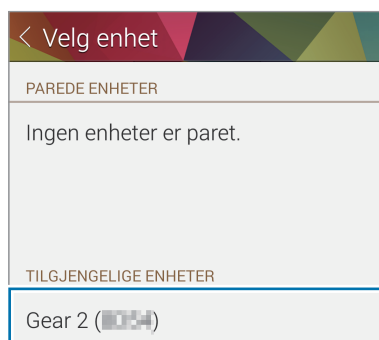 Velg enhet
PAREDE ENHETER
Ingen enheter er paret.
TILGJENGELIGE ENHETER
Gear 2 ()